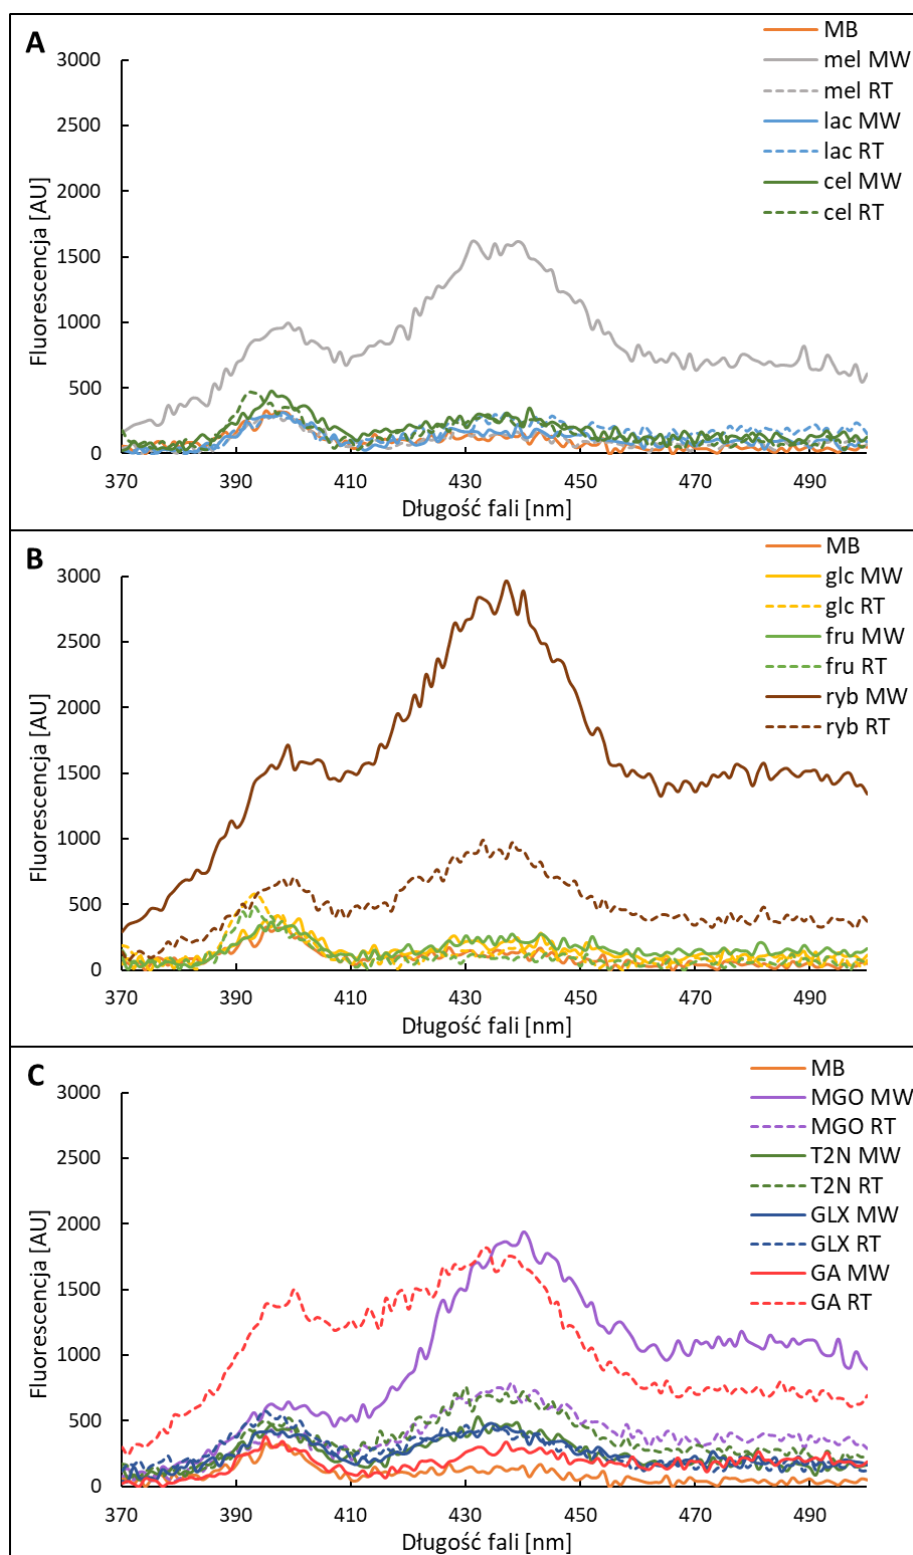 A
MB
mel MW
mel RT
lac MW
lac RT
cel MW
cel RT
Fluorescencja [AU]
3000
2500
2000
1500
1000
500
0
370 390 410 430 450 470 490
Długość fali [nm]
B
MB
glc MW
glc RT
fru MW
fru RT
ryb MW
ryb RT
Fluorescencja [AU]
3000
2500
2000
1500
1000
500
0
370 390 410 430 450 470 490
Długość fali [nm]
C
MB
MGO MW
MGO RT
T2N MW
T2N RT
GLX MW
GLX RT
GA MW
GA RT
Fluorescencja [AU]
3000
2500
2000
1500
1000
500
0
370 390 410 430 450 470 490
Długość fali [nm]